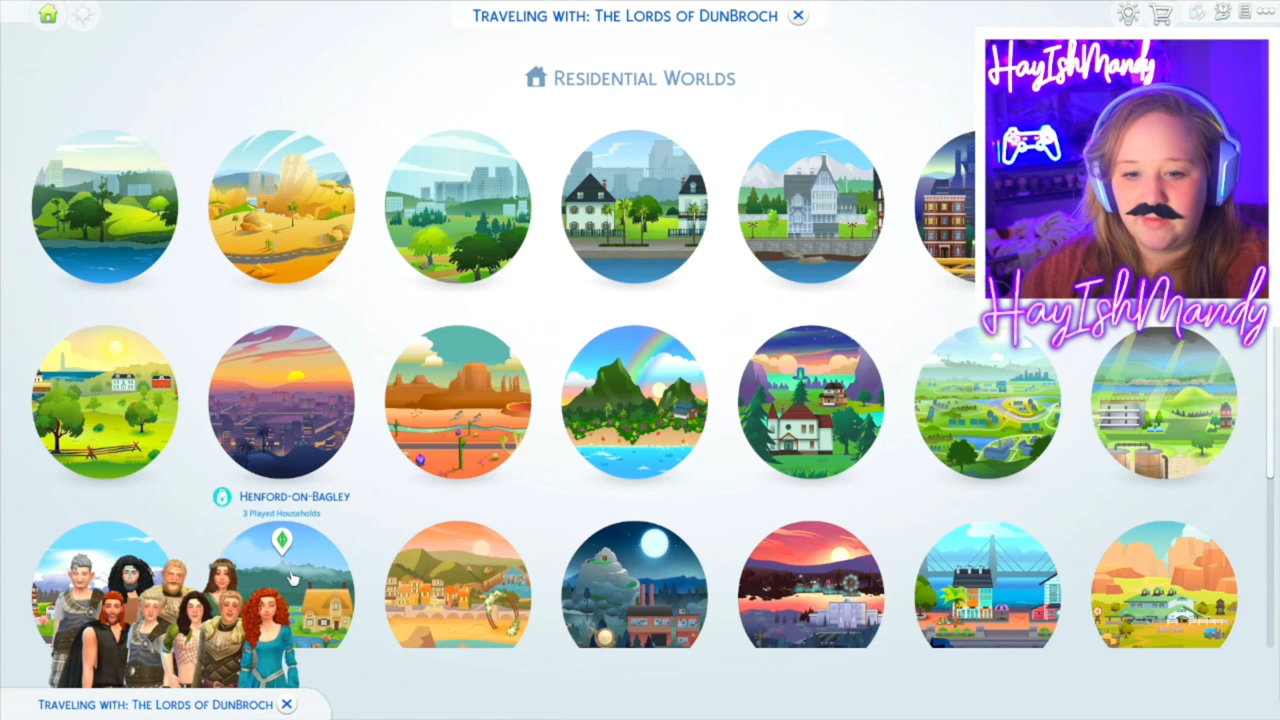 Traveling with: The Lords of DunBroch
Residential Worlds
HayIshMandy
HayIshMandy
Henford-on-Bagley
3 Played Households
Traveling with: The Lords of DunBroch